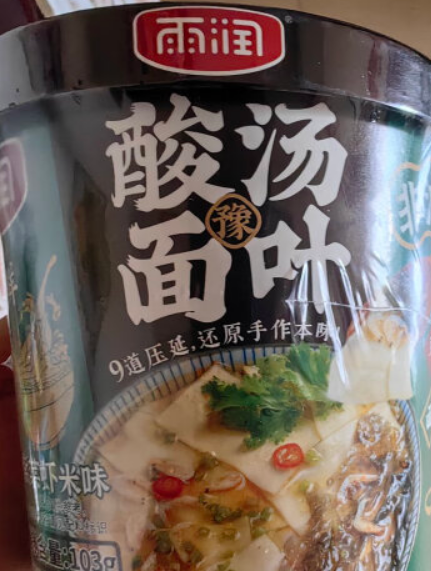 雨润
酸汤
豫
面叶
9道压延,还原手作本味!
虾米味
量:103g